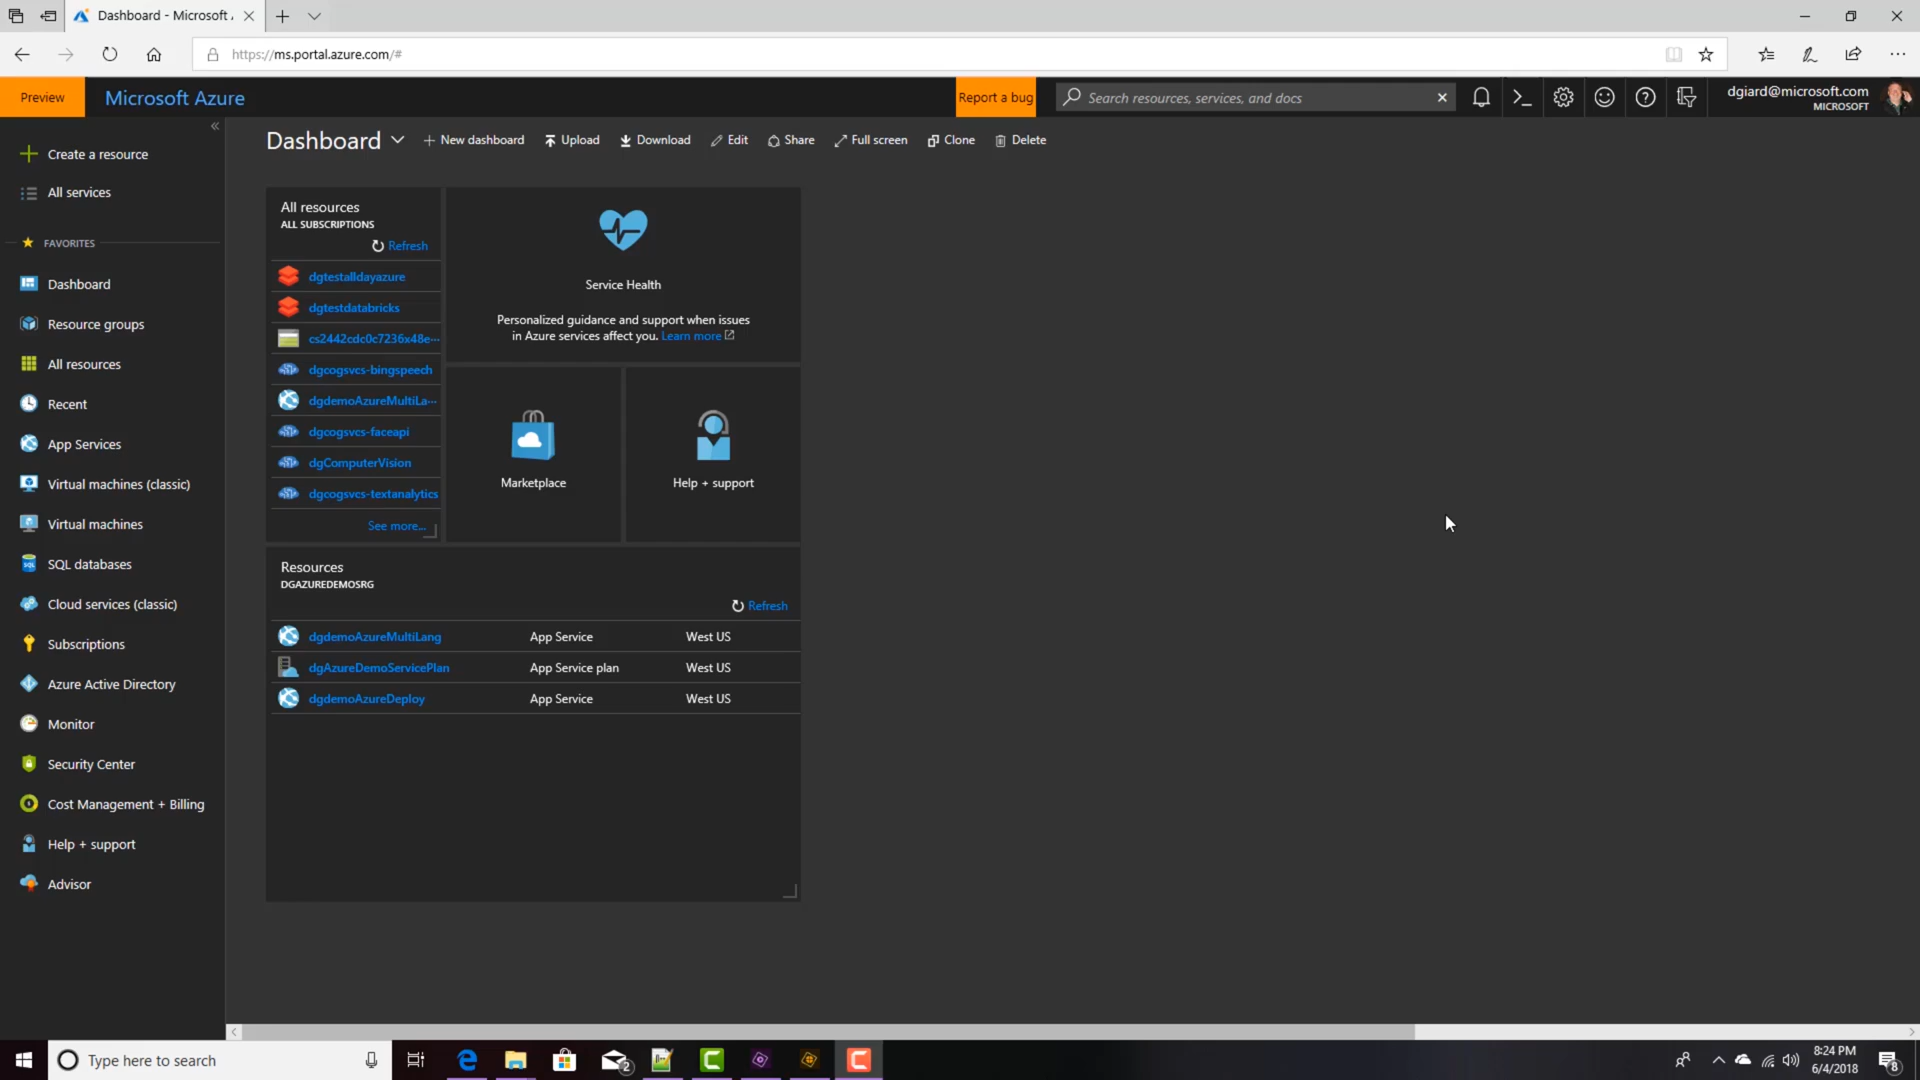 Dashboard - Microsoft A
https://ms.portal.azure.com/#
Preview
Microsoft Azure
Report a bug
Search resources, services, and docs
dgiard@microsoft.com
MICROSOFT
Create a resource
All services
FAVORITES
Dashboard
Resource groups
All resources
Recent
App Services
Virtual machines (classic)
Virtual machines
SQL databases
Cloud services (classic)
Subscriptions
Azure Active Directory
Monitor
Security Center
Cost Management + Billing
Help + support
Advisor
Dashboard
New dashboard
Upload
Download
Edit
Share
Full screen
Clone
Delete
All resources
ALL SUBSCRIPTIONS
Refresh
dgtestalldayazure
dgtestdatabricks
cs2442cdc0c7236x48e...
dgcogsvcs-bingspeech
dgdemoAzureMultiLa...
dgcogsvcs-faceapi
dgComputerVision
dgcogsvcs-textanalytics
See more...
Service Health
Personalized guidance and support when issues
in Azure services affect you. Learn more
Marketplace
Help + support
Resources
DGAZUREDEMOSRG
Refresh
dgdemoAzureMultiLang App Service West US
dgAzureDemoServicePlan App Service plan West US
dgdemoAzureDeploy App Service West US
Type here to search
2
8:24 PM
6/4/2018
8